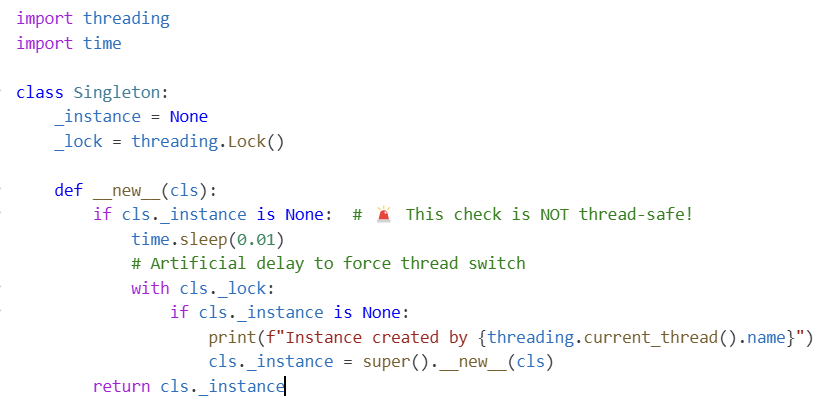 import threading
import time
class Singleton:
    _instance = None
    _lock = threading.Lock()
    def __new__(cls):
        if cls._instance is None:  # 🚨 This check is NOT thread-safe!
            time.sleep(0.01)
            # Artificial delay to force thread switch
            with cls._lock:
                if cls._instance is None:
                    print(f"Instance created by {threading.current_thread().name}")
                    cls._instance = super().__new__(cls)
        return cls._instance